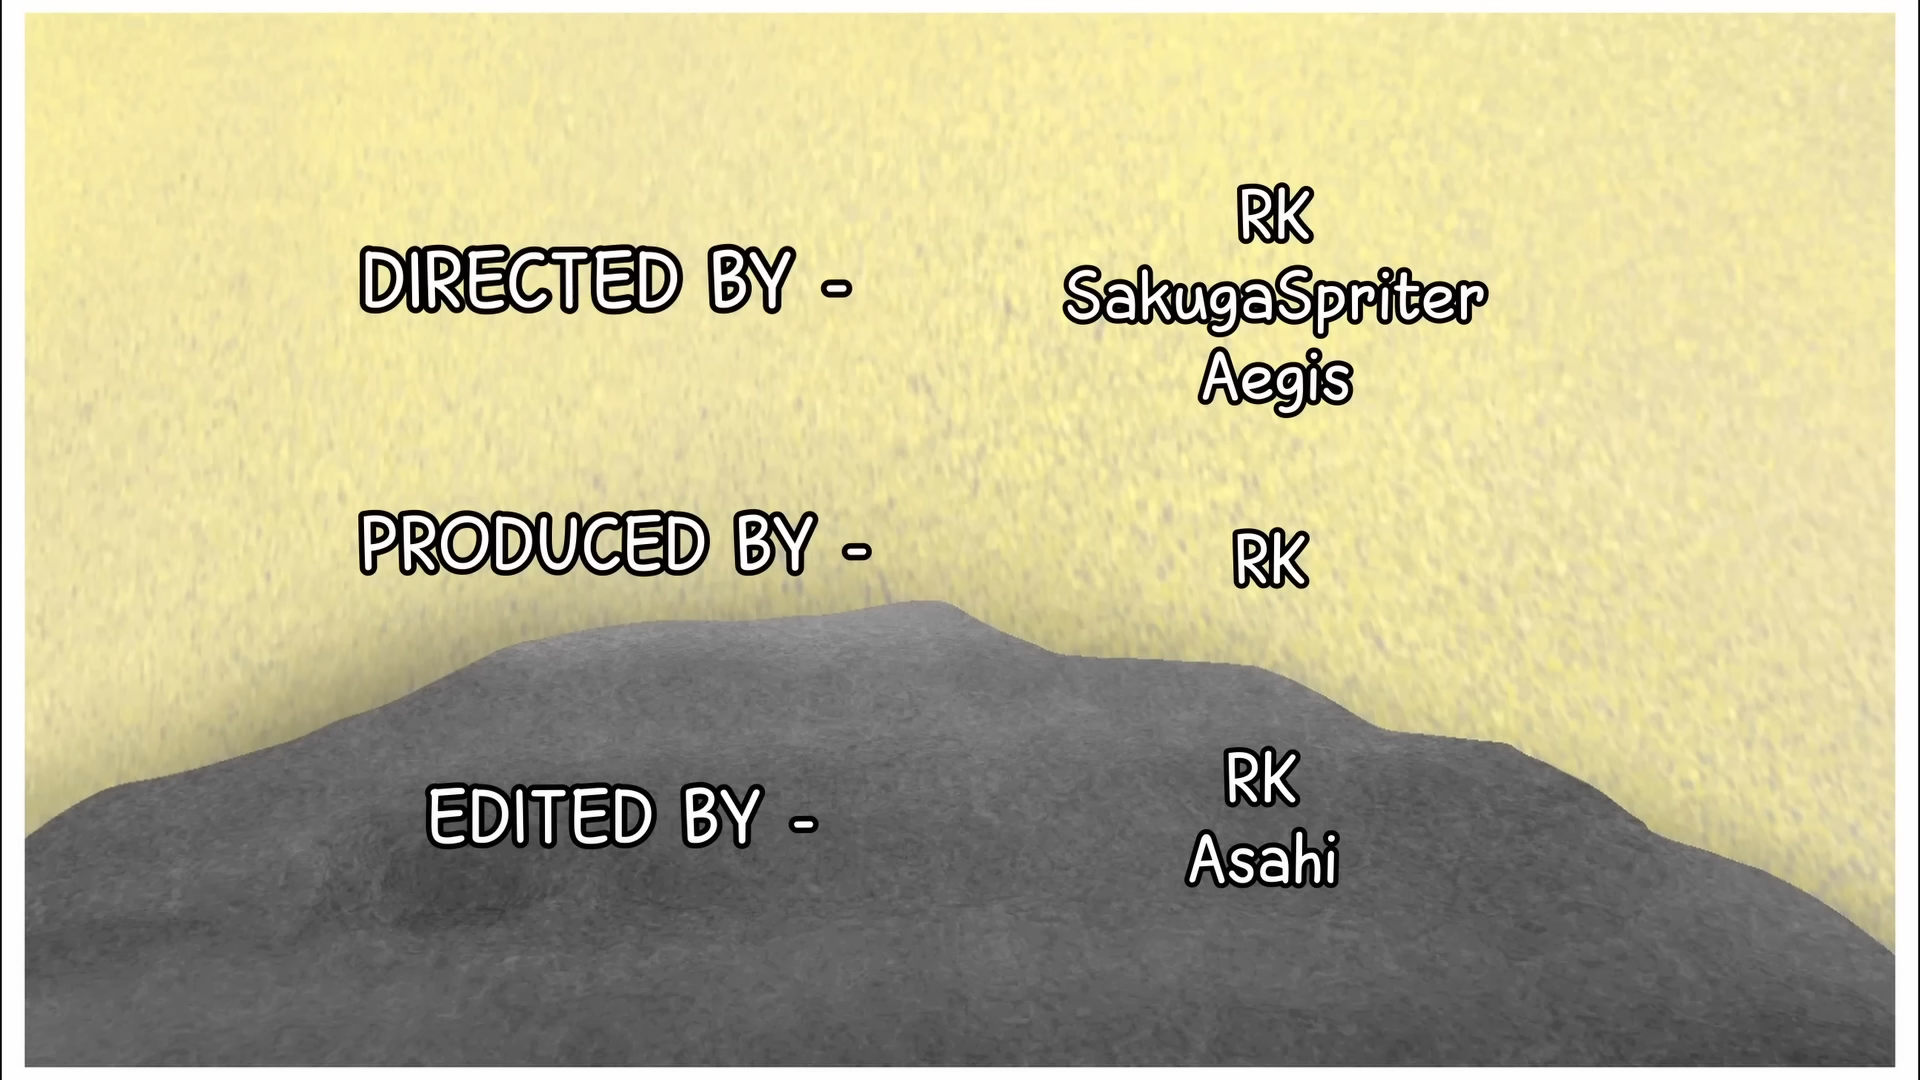 DIRECTED BY -
RK
SakugaSpriter
Aegis
PRODUCED BY -
RK
EDITED BY -
RK
Asahi